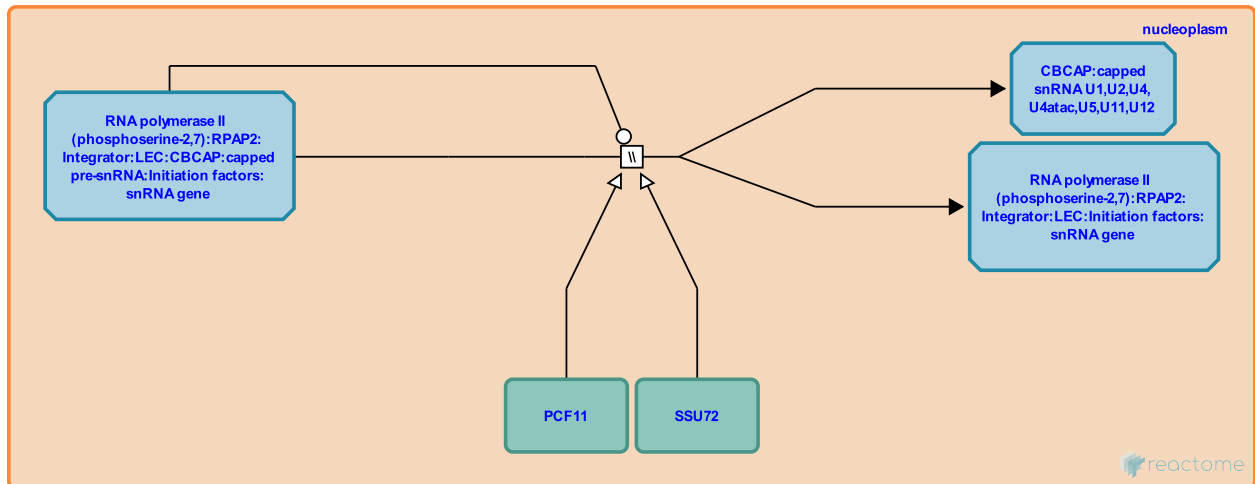 nucleoplasm
RNA polymerase II
(phosphoserine-2,7):RPAP2:
Integrator:LEC:CBCAP:capped
pre-snRNA:Initiation factors:
snRNA gene
\\
CBCAP:capped
snRNA U1,U2,U4,
U4atac,U5,U11,U12
RNA polymerase II
(phosphoserine-2,7):RPAP2:
Integrator:LEC:Initiation factors:
snRNA gene
PCF11
SSU72
reactome